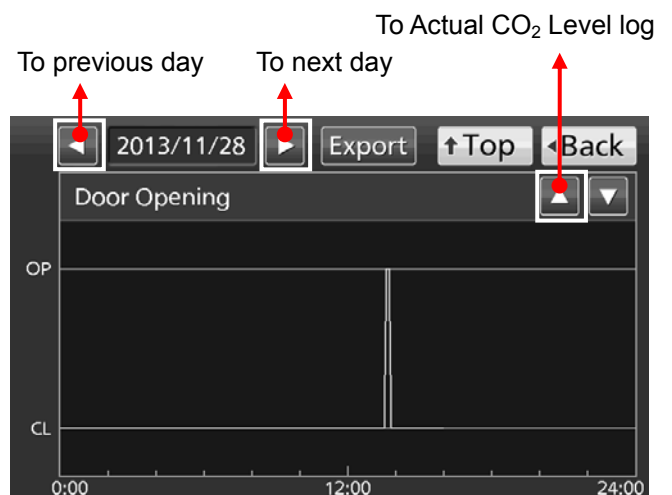 To Actual CO₂ Level log
To previous day To next day
2013/11/28 Export ↑Top ◂Back
Door Opening
OP
CL
0:00 12:00 24:00